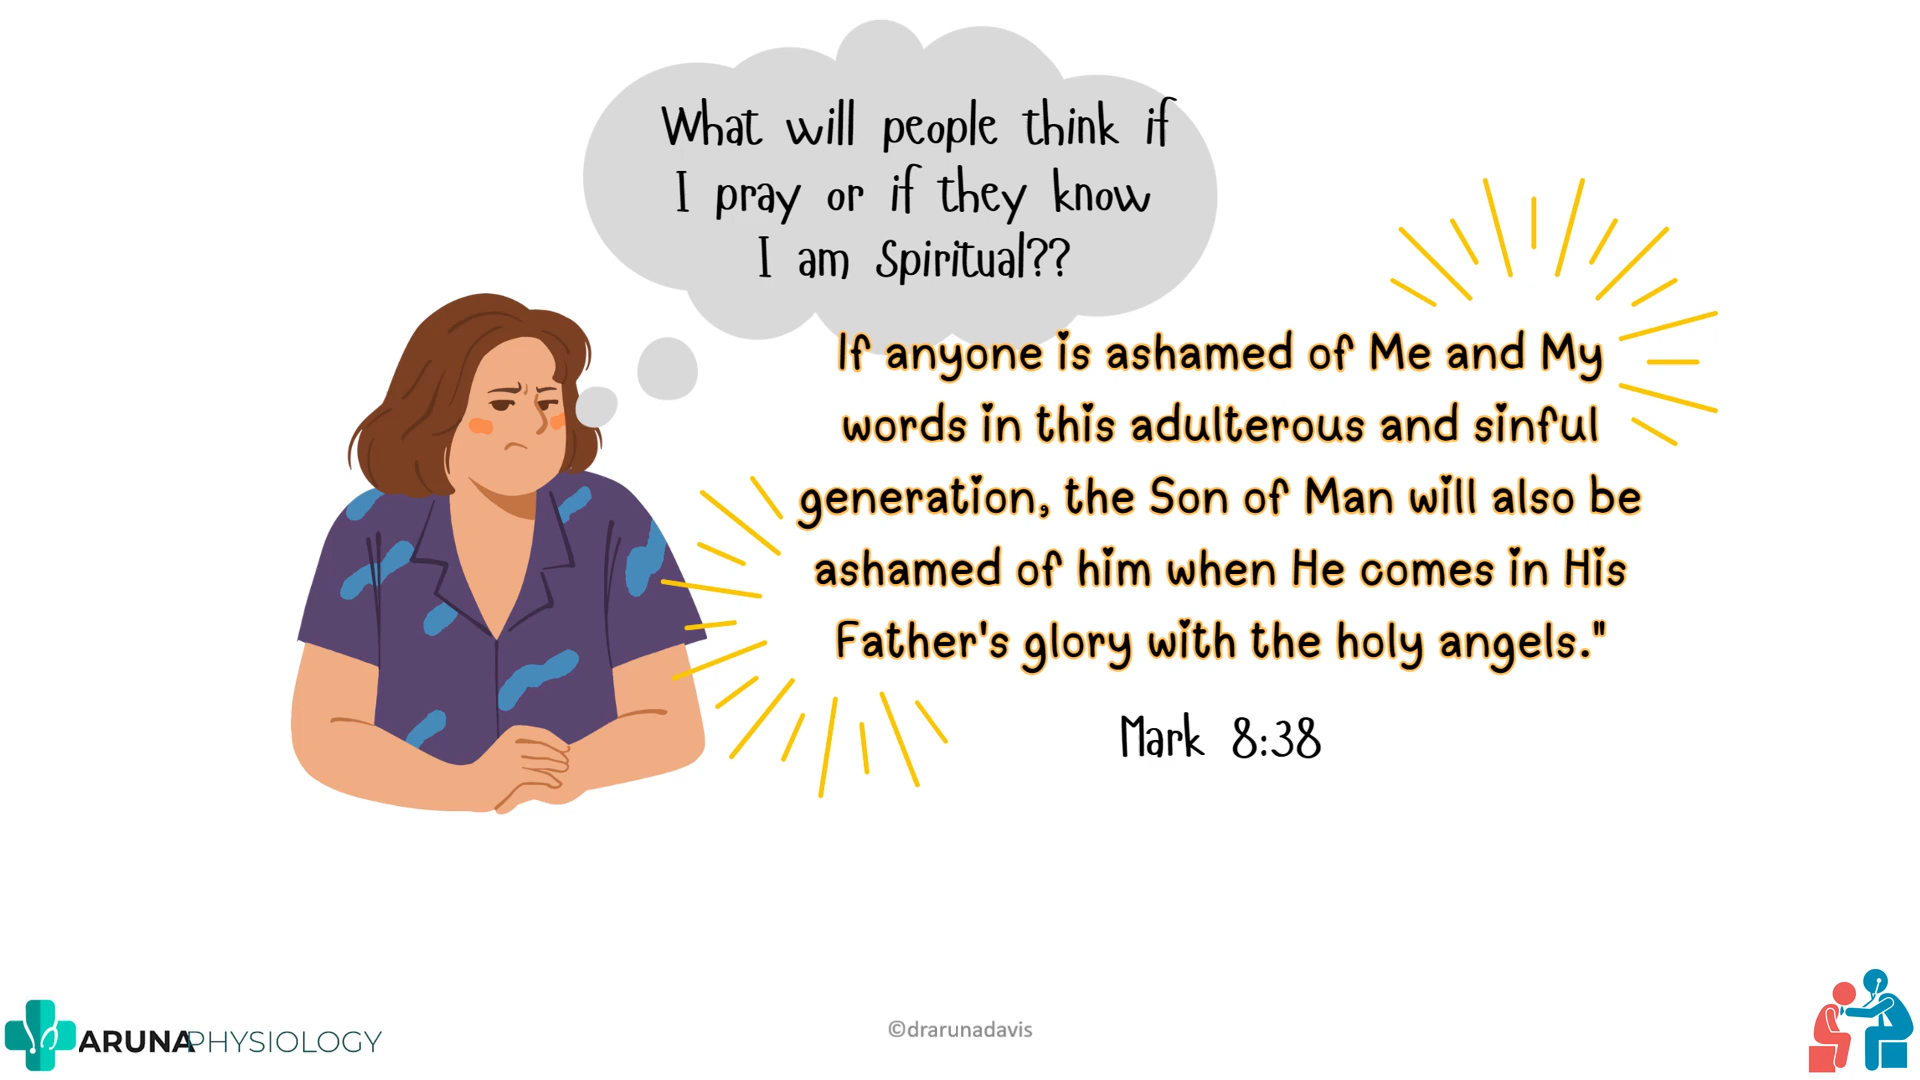 What will people think if
I pray or if they know
I am Spiritual??
If anyone is ashamed of Me and My
words in this adulterous and sinful
generation, the Son of Man will also be
ashamed of him when He comes in His
Father's glory with the holy angels."
Mark 8:38
ARUNAPHYSIOLOGY
©drarunadavis